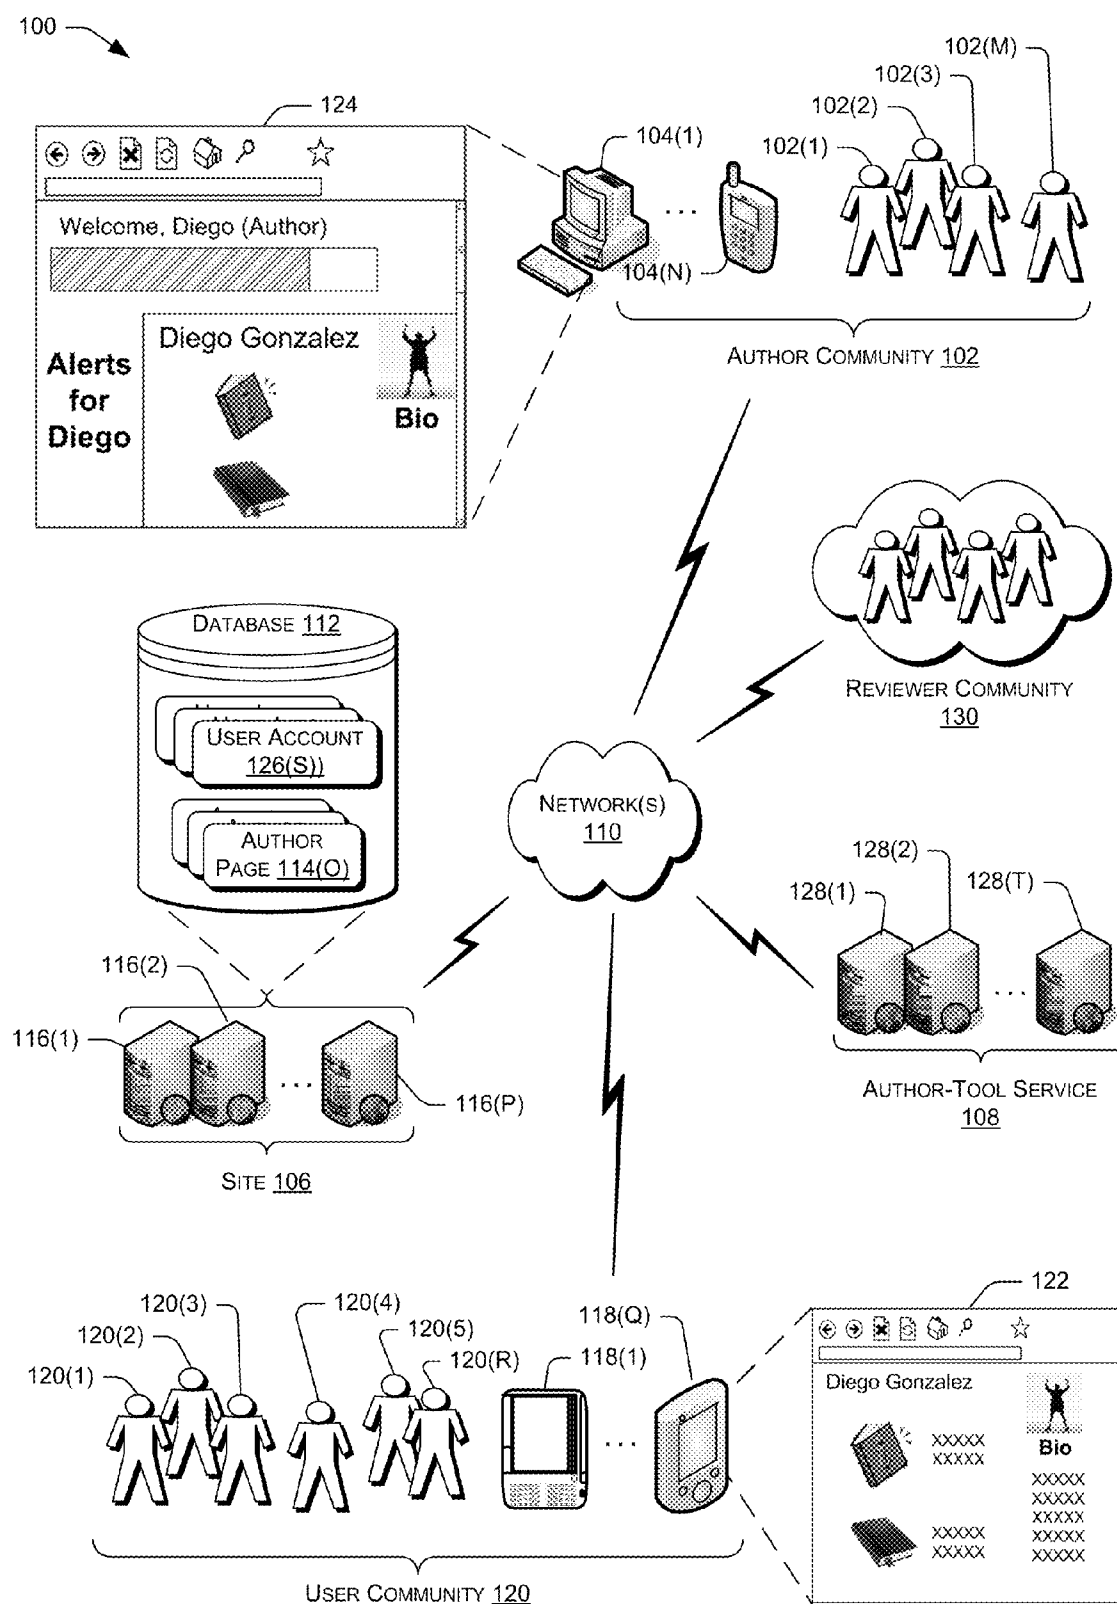 100
124
Welcome, Diego (Author)
Diego Gonzalez
Alerts
for
Diego
Bio
104(1)
...
104(N)
102(1)
102(2)
102(3)
102(M)
AUTHOR COMMUNITY 102
REVIEWER COMMUNITY
130
DATABASE 112
USER ACCOUNT
126(S))
AUTHOR
PAGE 114(O)
NETWORK(S)
110
128(1)
128(2)
128(T)
...
AUTHOR-TOOL SERVICE
108
116(1)
116(2)
...
116(P)
SITE 106
120(1)
120(2)
120(3)
120(4)
120(5)
120(R)
118(1)
...
118(Q)
USER COMMUNITY 120
122
Diego Gonzalez
Bio
XXXXX
XXXXX
XXXXX
XXXXX
XXXXX
XXXXX
XXXXX
XXXXX
XXXXX